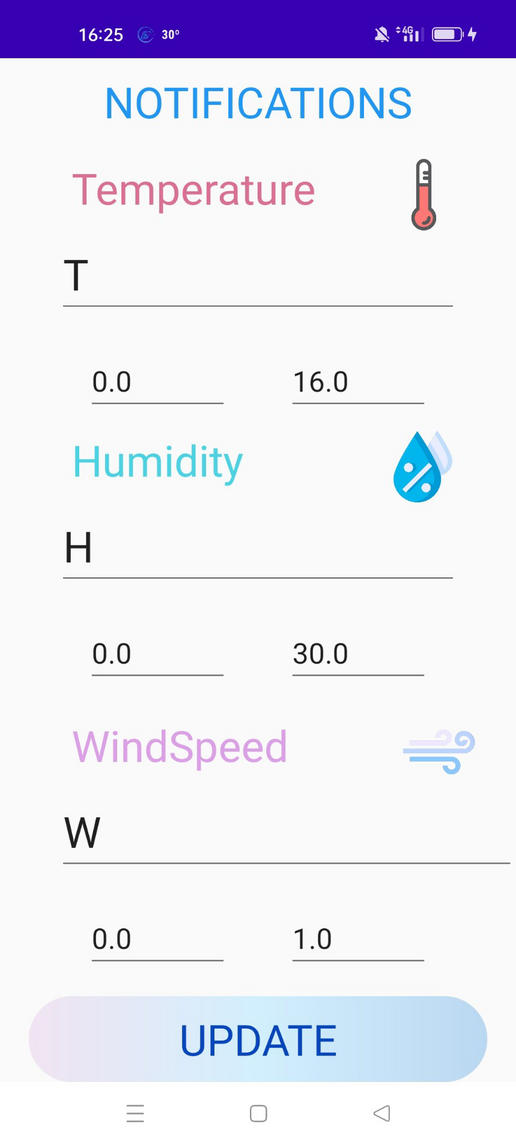 16:25 30° 4G
NOTIFICATIONS
Temperature
T
0.0 16.0
Humidity
%
H
0.0 30.0
WindSpeed
W
0.0 1.0
UPDATE